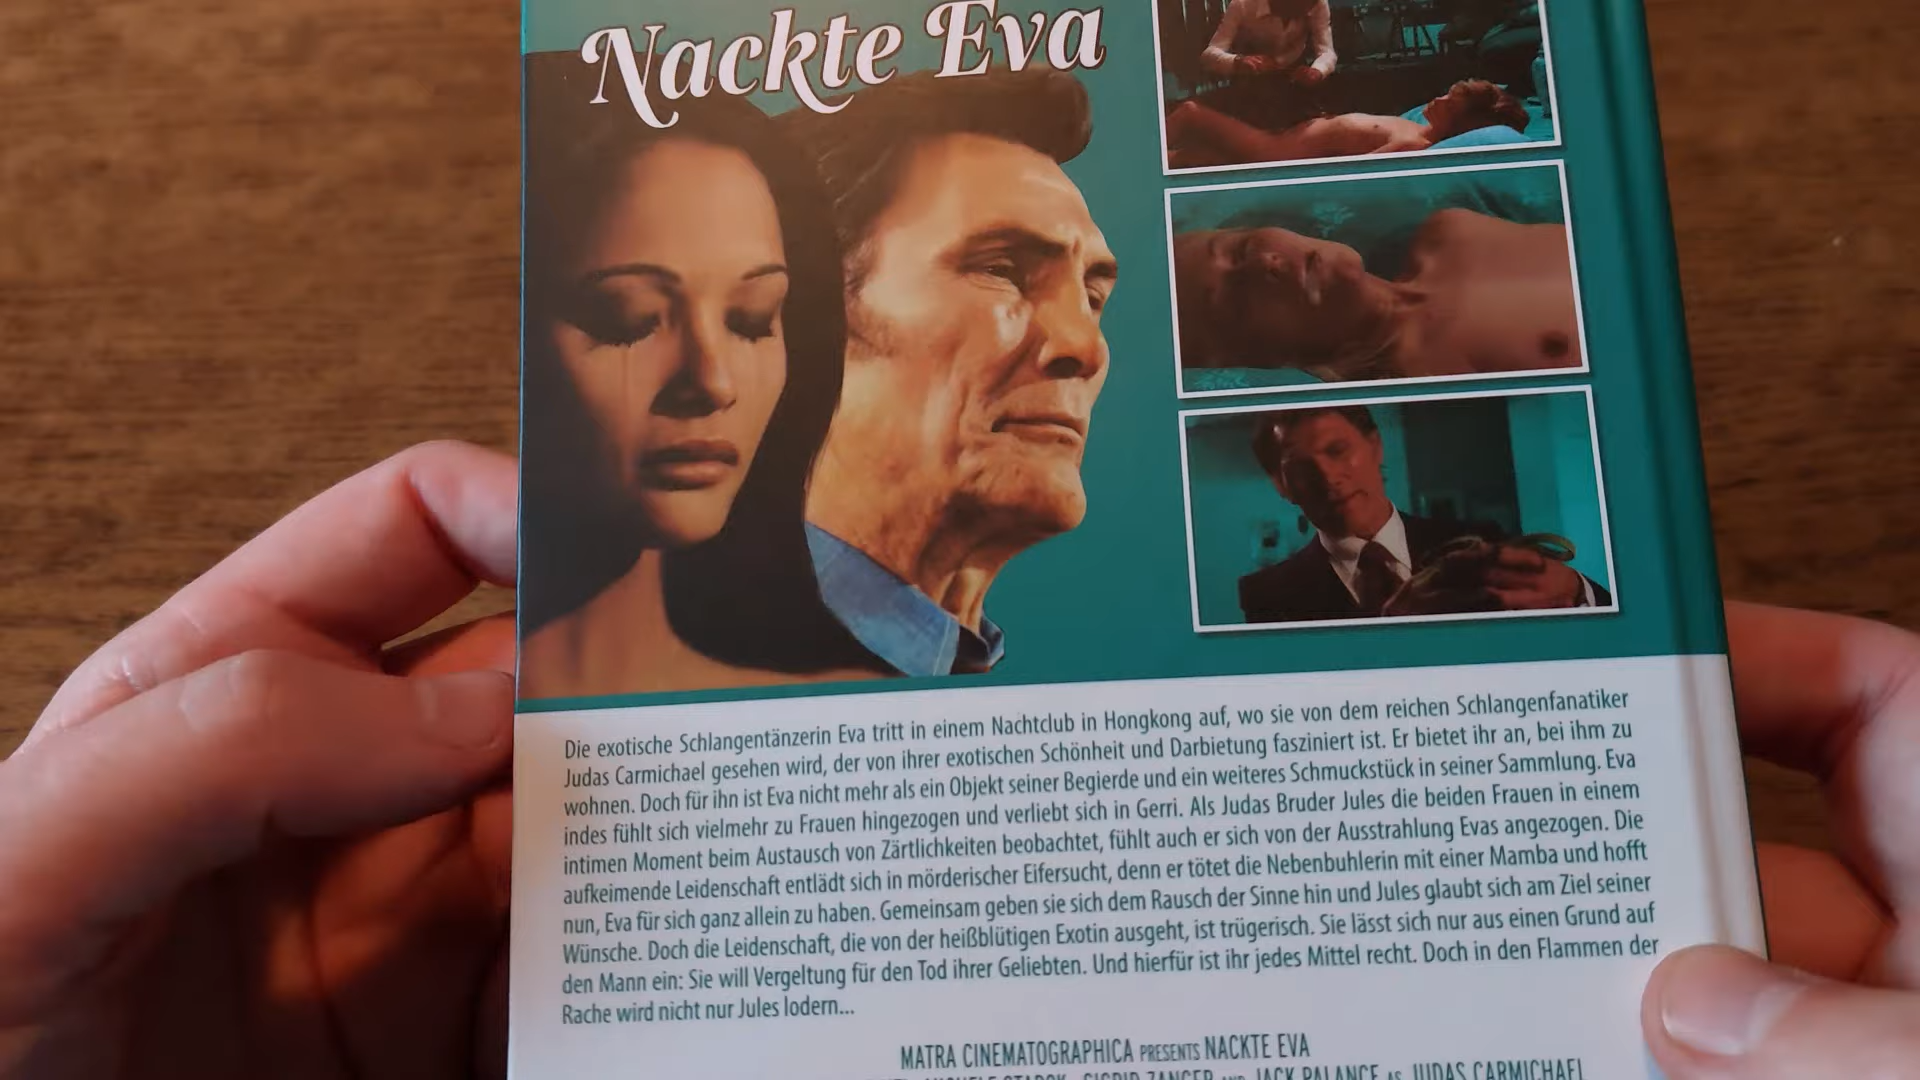 Nackte Eva
Die exotische Schlangentänzerin Eva tritt in einem Nachtclub in Hongkong auf, wo sie von dem reichen Schlangenfanatiker
Judas Carmichael gesehen wird, der von ihrer exotischen Schönheit und Darbietung fasziniert ist. Er bietet ihr an, bei ihm zu
wohnen. Doch für ihn ist Eva nicht mehr als ein Objekt seiner Begierde und ein weiteres Schmuckstück in seiner Sammlung. Eva
indes fühlt sich vielmehr zu Frauen hingezogen und verliebt sich in Gerri. Als Judas Bruder Jules die beiden Frauen in einem
intimen Moment beim Austausch von Zärtlichkeiten beobachtet, fühlt auch er sich von der Ausstrahlung Evas angezogen. Die
aufkeimende Leidenschaft entlädt sich in mörderischer Eifersucht, denn er tötet die Nebenbuhlerin mit einer Mamba und hofft
nun, Eva für sich ganz allein zu haben. Gemeinsam geben sie sich dem Rausch der Sinne hin und Jules glaubt sich am Ziel seiner
Wünsche. Doch die Leidenschaft, die von der heißblütigen Exotin ausgeht, ist trügerisch. Sie lässt sich nur aus einen Grund auf
den Mann ein: Sie will Vergeltung für den Tod ihrer Geliebten. Und hierfür ist ihr jedes Mittel recht. Doch in den Flammen der
Rache wird nicht nur Jules lodern...
MATRA CINEMATOGRAPHICA PRESENTS NACKTE EVA
JACK PALANCE AS JUDAS CARMICHAEL